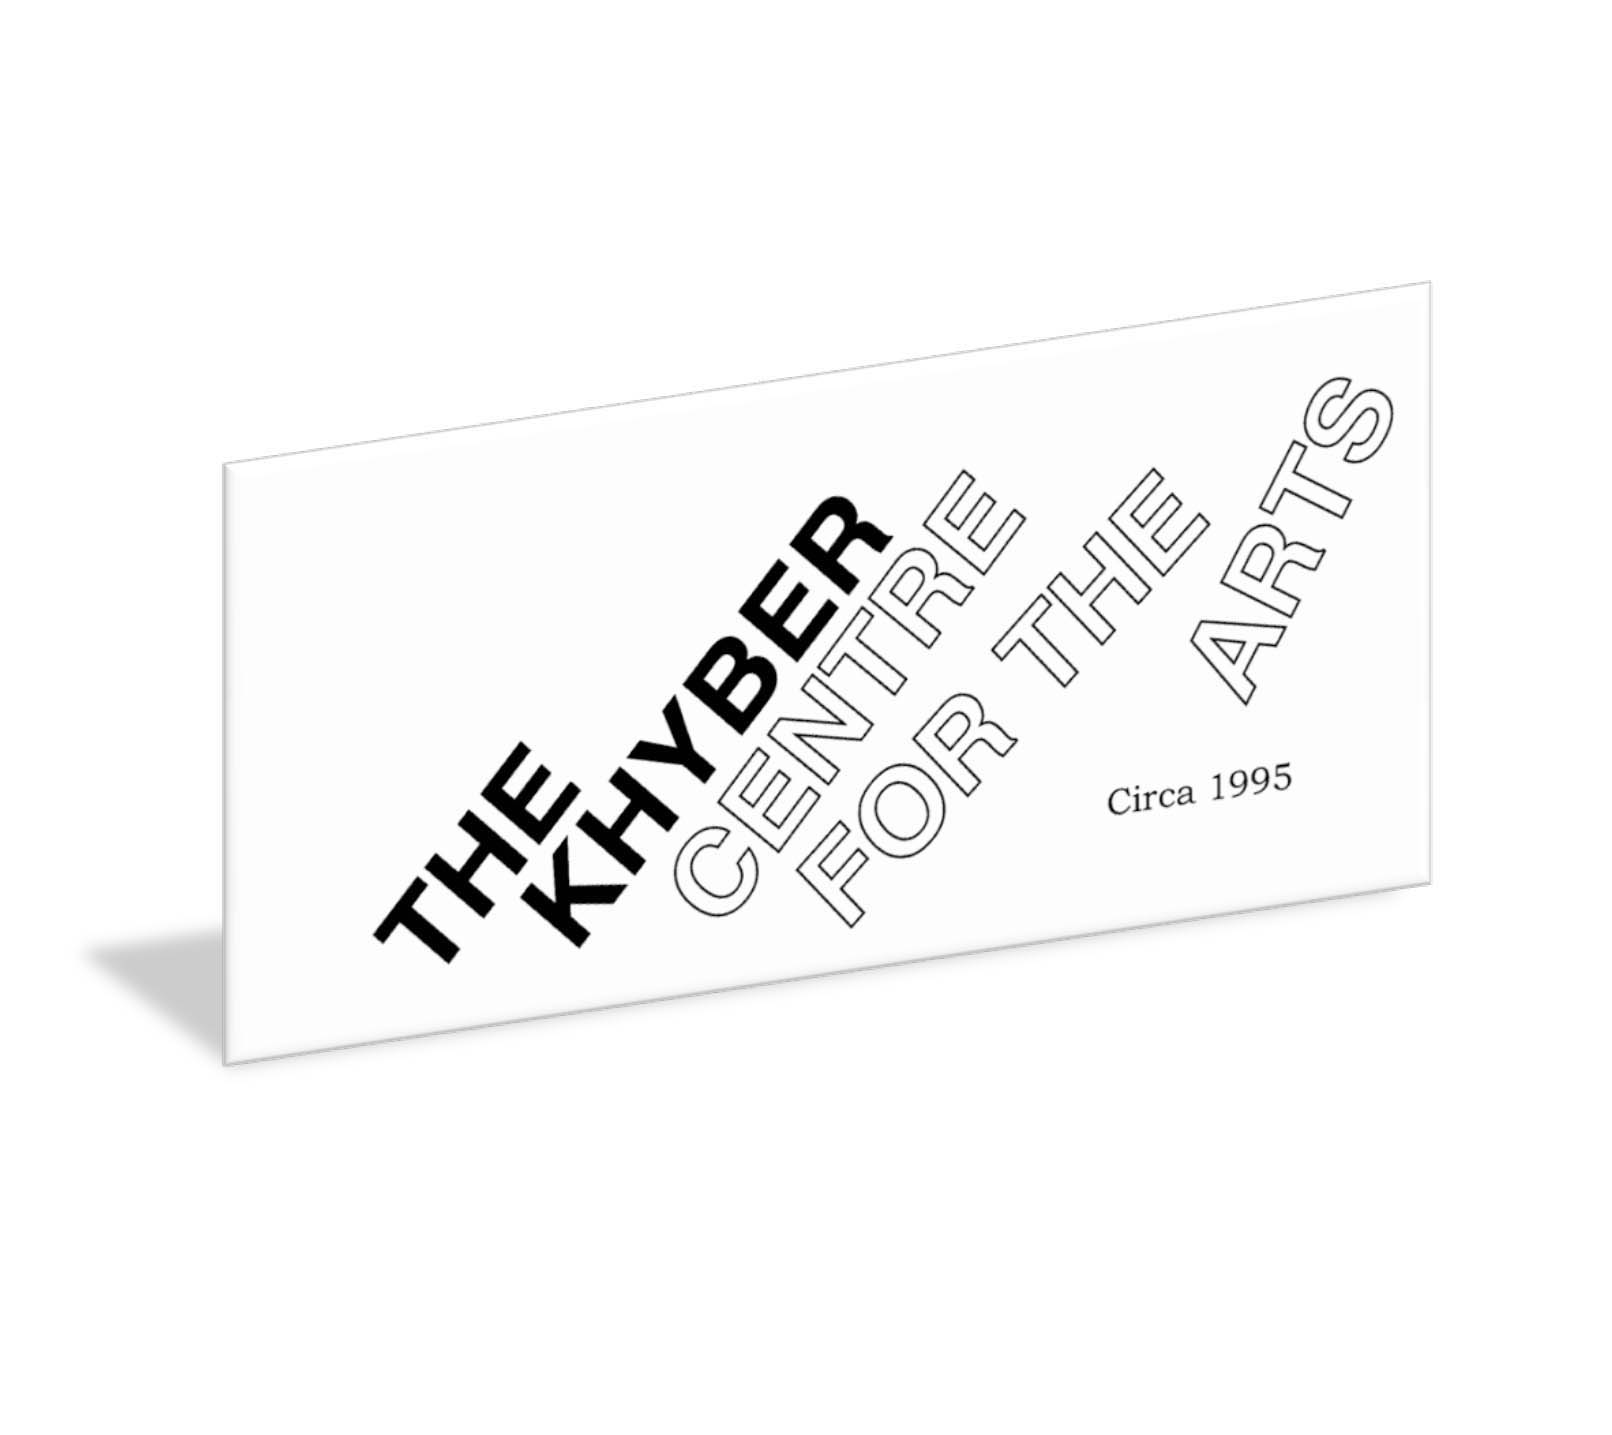 THE
KHYBER
CENTRE
FOR THE
ARTS
Circa 1995